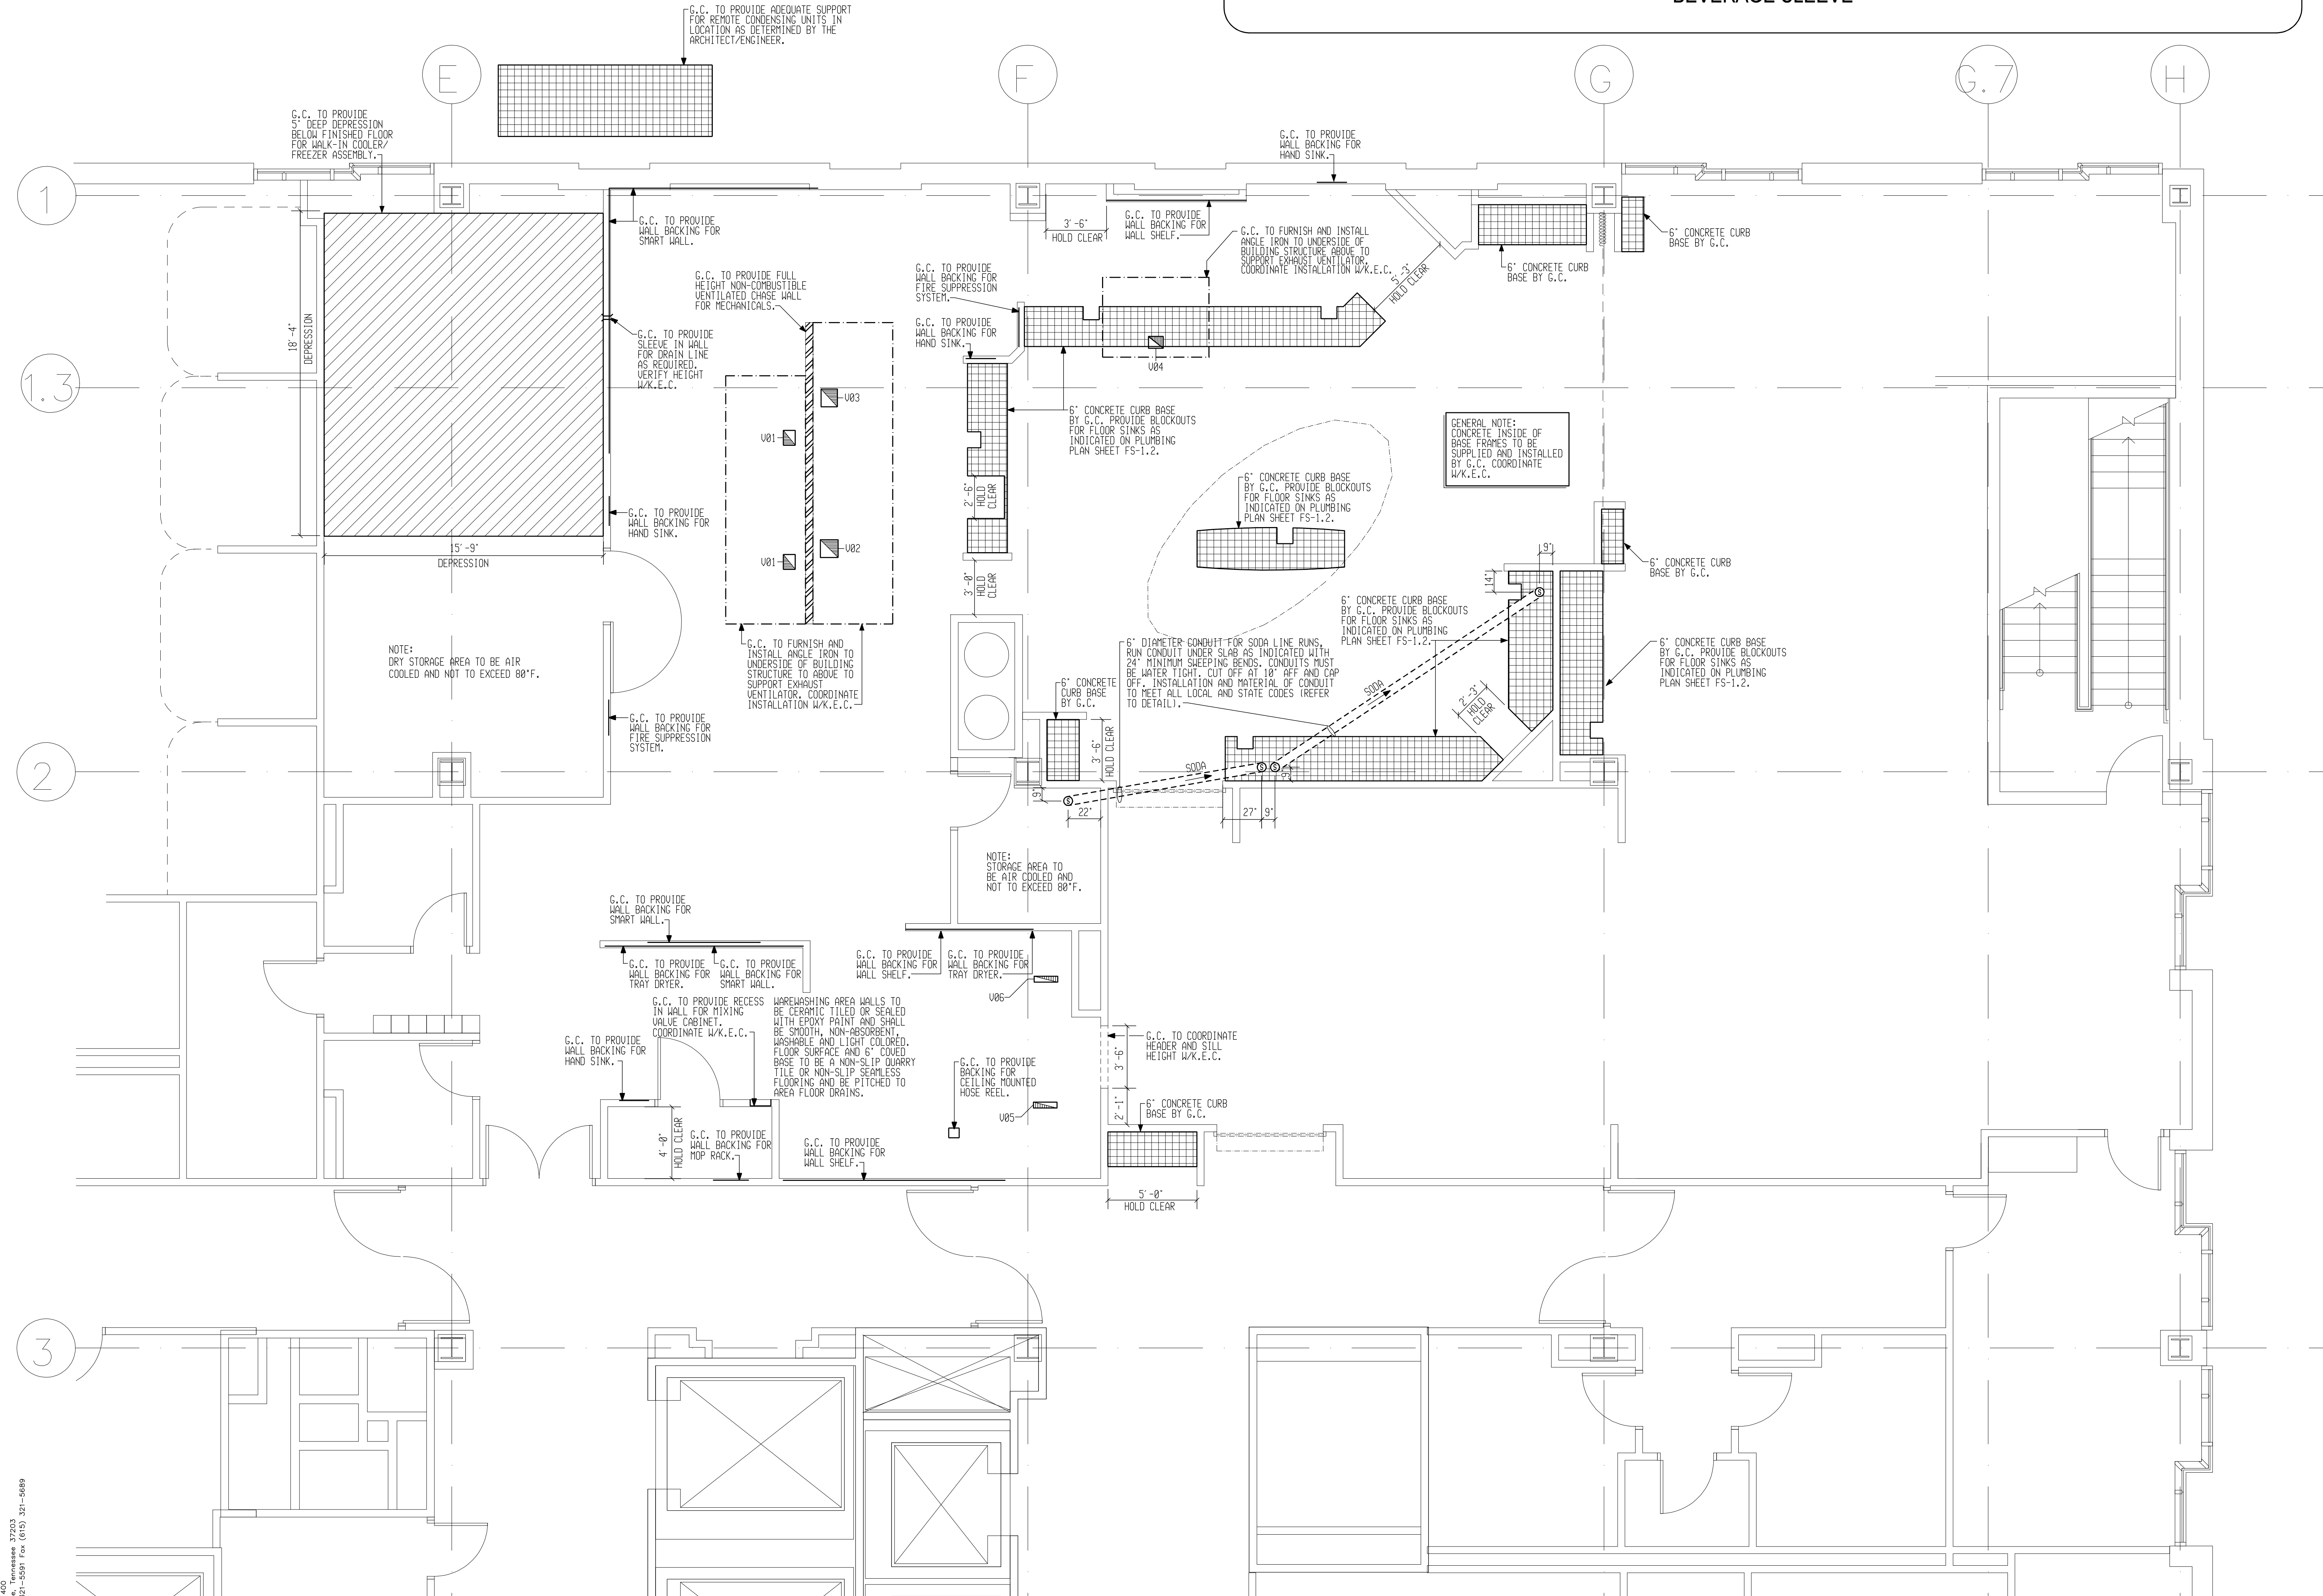 BEVERAGE SLEEVE
G.C. TO PROVIDE ADEQUATE SUPPORT
FOR REMOTE CONDENSING UNITS IN
LOCATION AS DETERMINED BY THE
ARCHITECT/ENGINEER.
E
F
G
G.7
H
G.C. TO PROVIDE
5" DEEP DEPRESSION
BELOW FINISHED FLOOR
FOR WALK-IN COOLER/
FREEZER ASSEMBLY.
G.C. TO PROVIDE
WALL BACKING FOR
HAND SINK.
1
G.C. TO PROVIDE
WALL BACKING FOR
SMART WALL.
3'-6"
HOLD CLEAR
G.C. TO PROVIDE
WALL BACKING FOR
WALL SHELF.
G.C. TO FURNISH AND INSTALL
ANGLE IRON TO UNDERSIDE OF
BUILDING STRUCTURE ABOVE TO
SUPPORT EXHAUST VENTILATOR.
COORDINATE INSTALLATION W/K.E.C.
5'-3"
HOLD CLEAR
6" CONCRETE CURB
BASE BY G.C.
6" CONCRETE CURB
BASE BY G.C.
G.C. TO PROVIDE FULL
HEIGHT NON-COMBUSTIBLE
VENTILATED CHASE WALL
FOR MECHANICALS.
G.C. TO PROVIDE
WALL BACKING FOR
FIRE SUPPRESSION
SYSTEM.
G.C. TO PROVIDE
WALL BACKING FOR
HAND SINK.
18'-4"
DEPRESSION
G.C. TO PROVIDE
SLEEVE IN WALL
FOR DRAIN LINE
AS REQUIRED.
VERIFY HEIGHT
W/K.E.C.
V04
1.3
V03
V01
6" CONCRETE CURB BASE
BY G.C. PROVIDE BLOCKOUTS
FOR FLOOR SINKS AS
INDICATED ON PLUMBING
PLAN SHEET FS-1.2.
GENERAL NOTE:
CONCRETE INSIDE OF
BASE FRAMES TO BE
SUPPLIED AND INSTALLED
BY G.C. COORDINATE
W/K.E.C.
6" CONCRETE CURB BASE
BY G.C. PROVIDE BLOCKOUTS
FOR FLOOR SINKS AS
INDICATED ON PLUMBING
PLAN SHEET FS-1.2.
2'-6"
HOLD
CLEAR
G.C. TO PROVIDE
WALL BACKING FOR
HAND SINK.
15'-9"
DEPRESSION
V02
V01
3'-0"
HOLD
CLEAR
9"
14"
S
6" CONCRETE CURB
BASE BY G.C.
6" CONCRETE CURB BASE
BY G.C. PROVIDE BLOCKOUTS
FOR FLOOR SINKS AS
INDICATED ON PLUMBING
PLAN SHEET FS-1.2.
NOTE:
DRY STORAGE AREA TO BE AIR
COOLED AND NOT TO EXCEED 80°F.
G.C. TO FURNISH AND
INSTALL ANGLE IRON TO
UNDERSIDE OF BUILDING
STRUCTURE TO ABOVE TO
SUPPORT EXHAUST
VENTILATOR. COORDINATE
INSTALLATION W/K.E.C.
6" DIAMETER CONDUIT FOR SODA LINE RUNS,
RUN CONDUIT UNDER SLAB AS INDICATED WITH
24" MINIMUM SWEEPING BENDS. CONDUITS MUST
BE WATER TIGHT. CUT OFF AT 10" AFF AND CAP
OFF. INSTALLATION AND MATERIAL OF CONDUIT
TO MEET ALL LOCAL AND STATE CODES (REFER
TO DETAIL).
6" CONCRETE CURB BASE
BY G.C. PROVIDE BLOCKOUTS
FOR FLOOR SINKS AS
INDICATED ON PLUMBING
PLAN SHEET FS-1.2.
6" CONCRETE
CURB BASE
BY G.C.
SODA
2'-3"
HOLD
CLEAR
G.C. TO PROVIDE
WALL BACKING FOR
FIRE SUPPRESSION
SYSTEM.
3'-6"
HOLD CLEAR
2
SODA
S
S
9"
9"
S
22"
27"
9"
NOTE:
STORAGE AREA TO
BE AIR COOLED AND
NOT TO EXCEED 80°F.
G.C. TO PROVIDE
WALL BACKING FOR
SMART WALL.
G.C. TO PROVIDE
WALL BACKING FOR
TRAY DRYER.
G.C. TO PROVIDE
WALL BACKING FOR
SMART WALL.
G.C. TO PROVIDE
WALL BACKING FOR
WALL SHELF.
G.C. TO PROVIDE
WALL BACKING FOR
TRAY DRYER.
V06
G.C. TO PROVIDE RECESS
IN WALL FOR MIXING
VALVE CABINET.
COORDINATE W/K.E.C.
WAREWASHING AREA WALLS TO
BE CERAMIC TILED OR SEALED
WITH EPOXY PAINT AND SHALL
BE SMOOTH, NON-ABSORBENT,
WASHABLE AND LIGHT COLORED.
FLOOR SURFACE AND 6" COVED
BASE TO BE A NON-SLIP QUARRY
TILE OR NON-SLIP SEAMLESS
FLOORING AND BE PITCHED TO
AREA FLOOR DRAINS.
G.C. TO PROVIDE
WALL BACKING FOR
HAND SINK.
G.C. TO PROVIDE
BACKING FOR
CEILING MOUNTED
HOSE REEL.
G.C. TO COORDINATE
HEADER AND SILL
HEIGHT W/K.E.C.
3'-6"
2'-1"
V05
6" CONCRETE CURB
BASE BY G.C.
4'-0"
HOLD CLEAR
G.C. TO PROVIDE
WALL BACKING FOR
MOP RACK.
G.C. TO PROVIDE
WALL BACKING FOR
WALL SHELF.
5'-0"
HOLD CLEAR
3
400
e, Tennessee 37203
321-5591 Fax (615) 321-5689